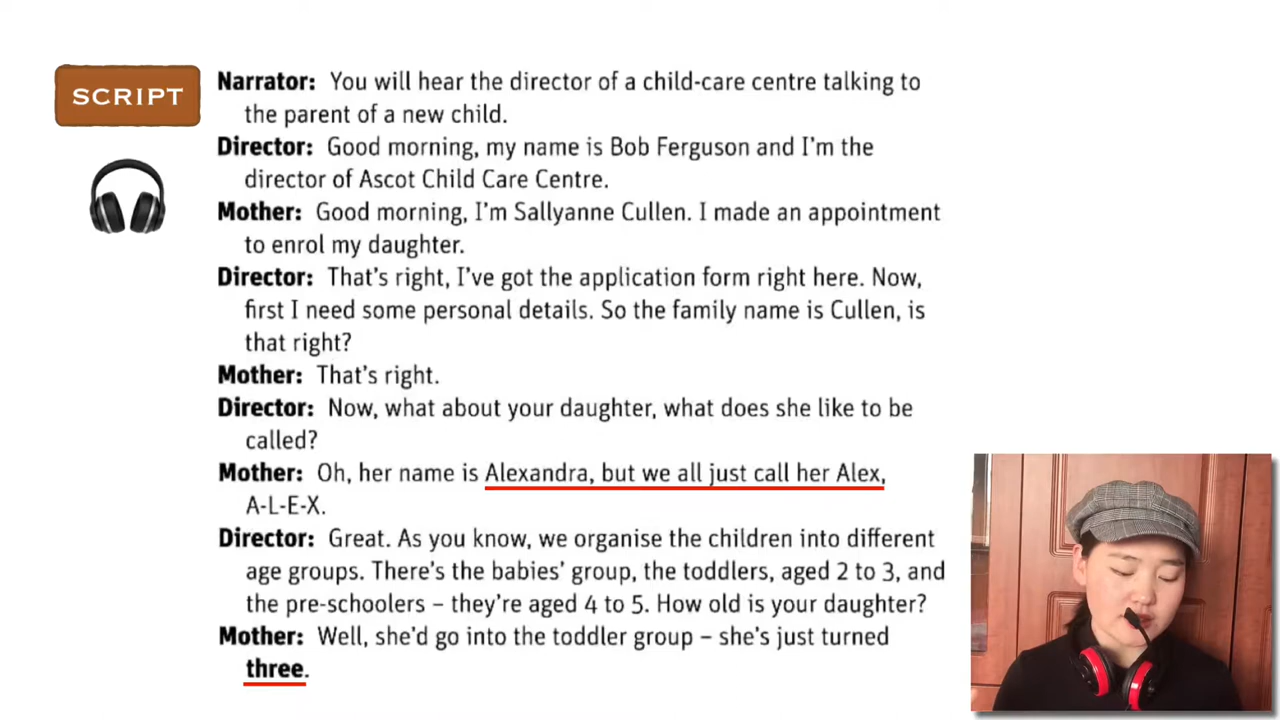 SCRIPT
Narrator: You will hear the director of a child-care centre talking to
the parent of a new child.
Director: Good morning, my name is Bob Ferguson and I'm the
director of Ascot Child Care Centre.
Mother: Good morning, I'm Sallyanne Cullen. I made an appointment
to enrol my daughter.
Director: That's right, I've got the application form right here. Now,
first I need some personal details. So the family name is Cullen, is
that right?
Mother: That's right.
Director: Now, what about your daughter, what does she like to be
called?
Mother: Oh, her name is Alexandra, but we all just call her Alex,
A-L-E-X.
Director: Great. As you know, we organise the children into different
age groups. There's the babies' group, the toddlers, aged 2 to 3, and
the pre-schoolers – they're aged 4 to 5. How old is your daughter?
Mother: Well, she'd go into the toddler group – she's just turned
three.